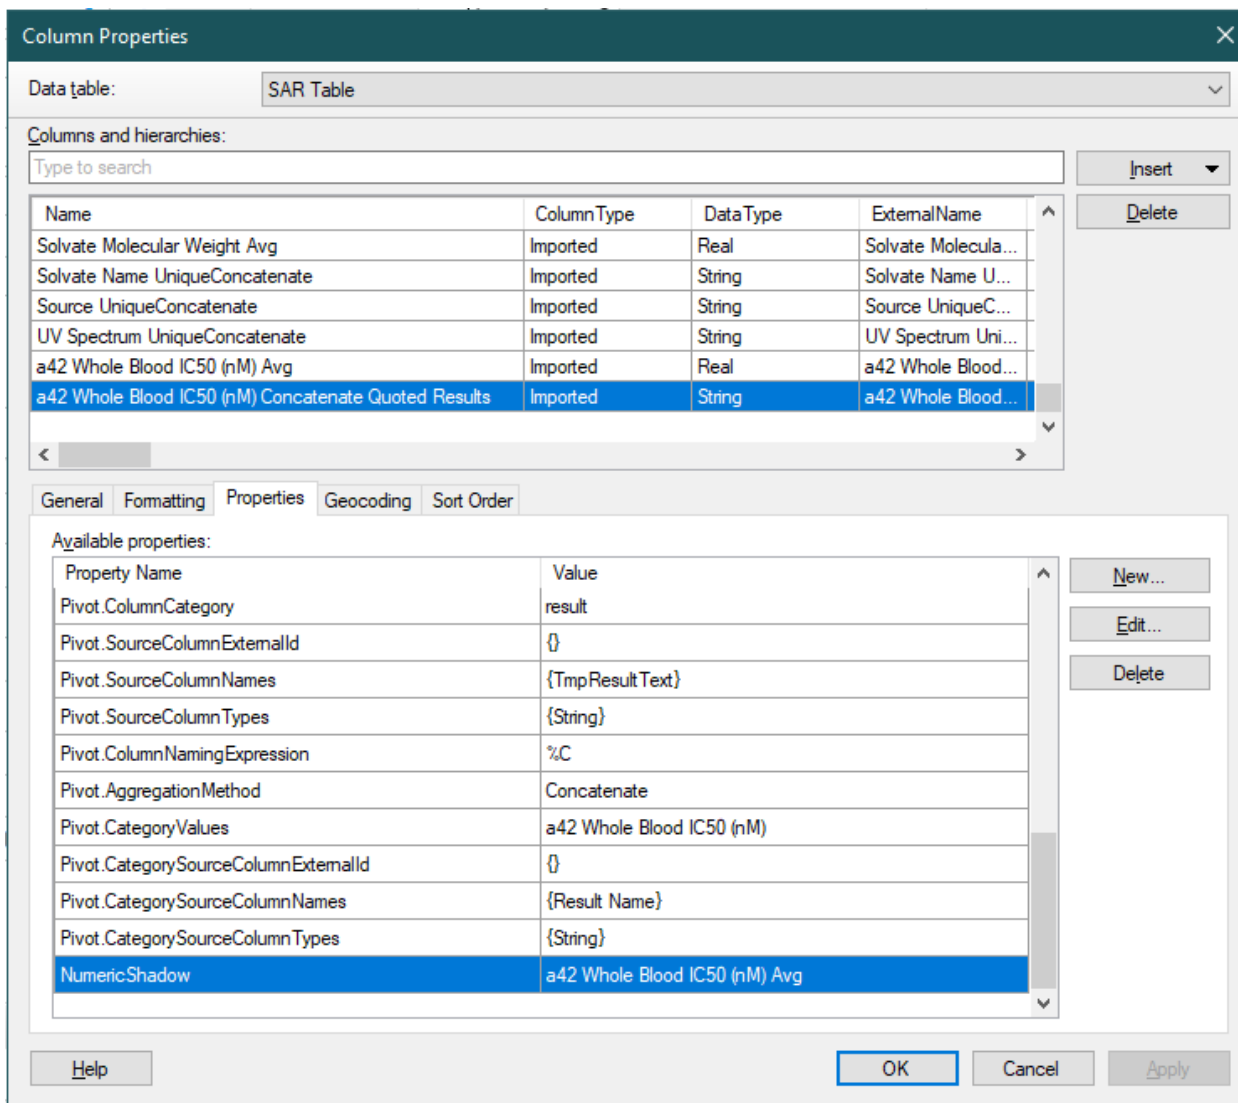 Column Properties
Data table: SAR Table
Columns and hierarchies:
Type to search
Insert
Delete
Name ColumnType DataType ExternalName
Solvate Molecular Weight Avg Imported Real Solvate Molecula...
Solvate Name UniqueConcatenate Imported String Solvate Name U...
Source UniqueConcatenate Imported String Source UniqueC...
UV Spectrum UniqueConcatenate Imported String UV Spectrum Uni...
a42 Whole Blood IC50 (nM) Avg Imported Real a42 Whole Blood...
a42 Whole Blood IC50 (nM) Concatenate Quoted Results Imported String a42 Whole Blood...
General Formatting Properties Geocoding Sort Order
Available properties:
Property Name Value
New...
Edit...
Delete
Pivot.ColumnCategory result
Pivot.SourceColumnExternalId {}
Pivot.SourceColumnNames {TmpResultText}
Pivot.SourceColumnTypes {String}
Pivot.ColumnNamingExpression %C
Pivot.AggregationMethod Concatenate
Pivot.CategoryValues a42 Whole Blood IC50 (nM)
Pivot.CategorySourceColumnExternalId {}
Pivot.CategorySourceColumnNames {Result Name}
Pivot.CategorySourceColumnTypes {String}
NumericShadow a42 Whole Blood IC50 (nM) Avg
Help OK Cancel Apply